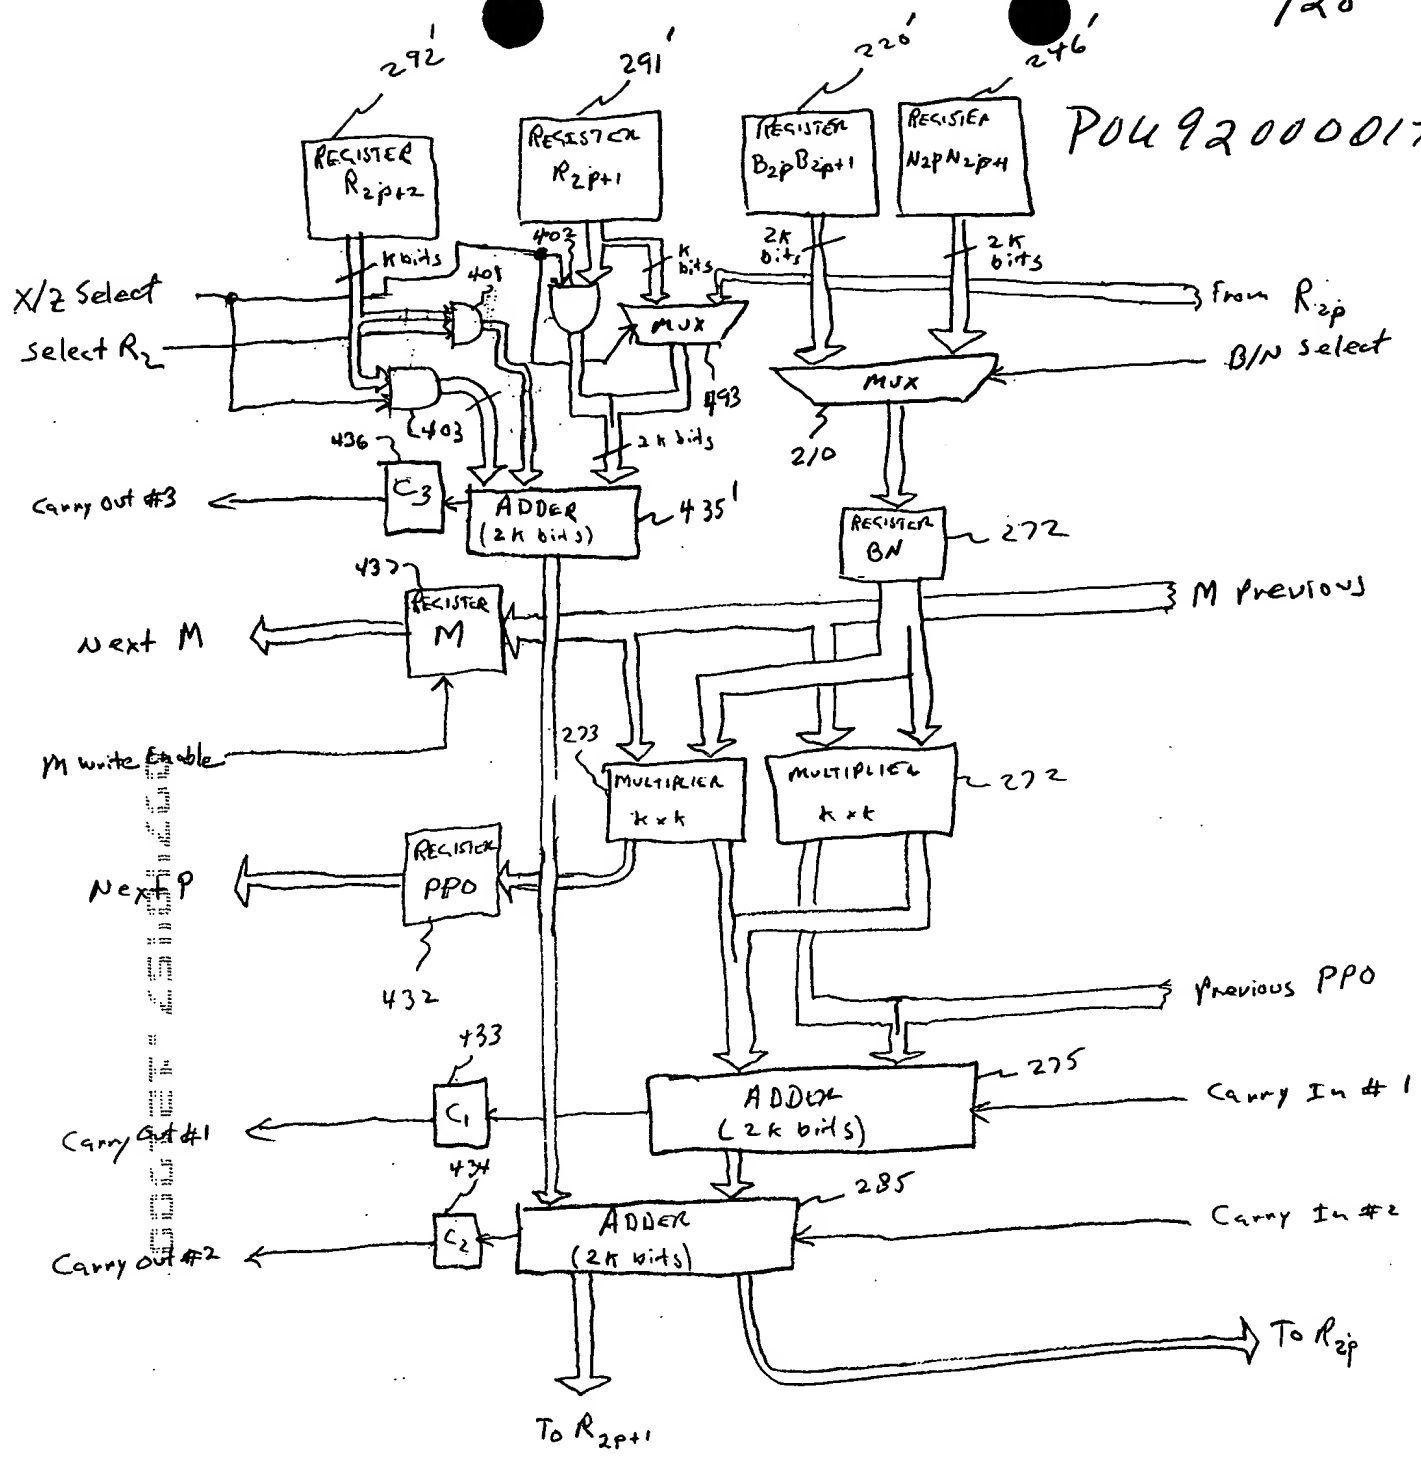 292'
291'
220'
246'
REGISTER
R2p+2
REGISTER
R2p+1
REGISTER
B2pB2p+1
REGISTER
N2pN2p+1
402
K bits
K
bits
2K
bits
2K
bits
X/Z Select
401
From R2p
Select R2
MUX
B/N Select
MUX
493
403
436
2K bits
210
Carry Out #3
C3
ADDER
(2K bits)
435'
REGISTER
BN
272
437
REGISTER
M
M Previous
Next M
273
M Write Enable
MULTIPLIER
K x K
MULTIPLIER
K x K
272
REGISTER
PPO
Next P
432
Previous PPO
433
275
C1
ADDER
(2K bits)
Carry In #1
Carry Out #1
434
285
C2
ADDER
(2K bits)
Carry In #2
Carry Out #2
To R2p
To R2p+1